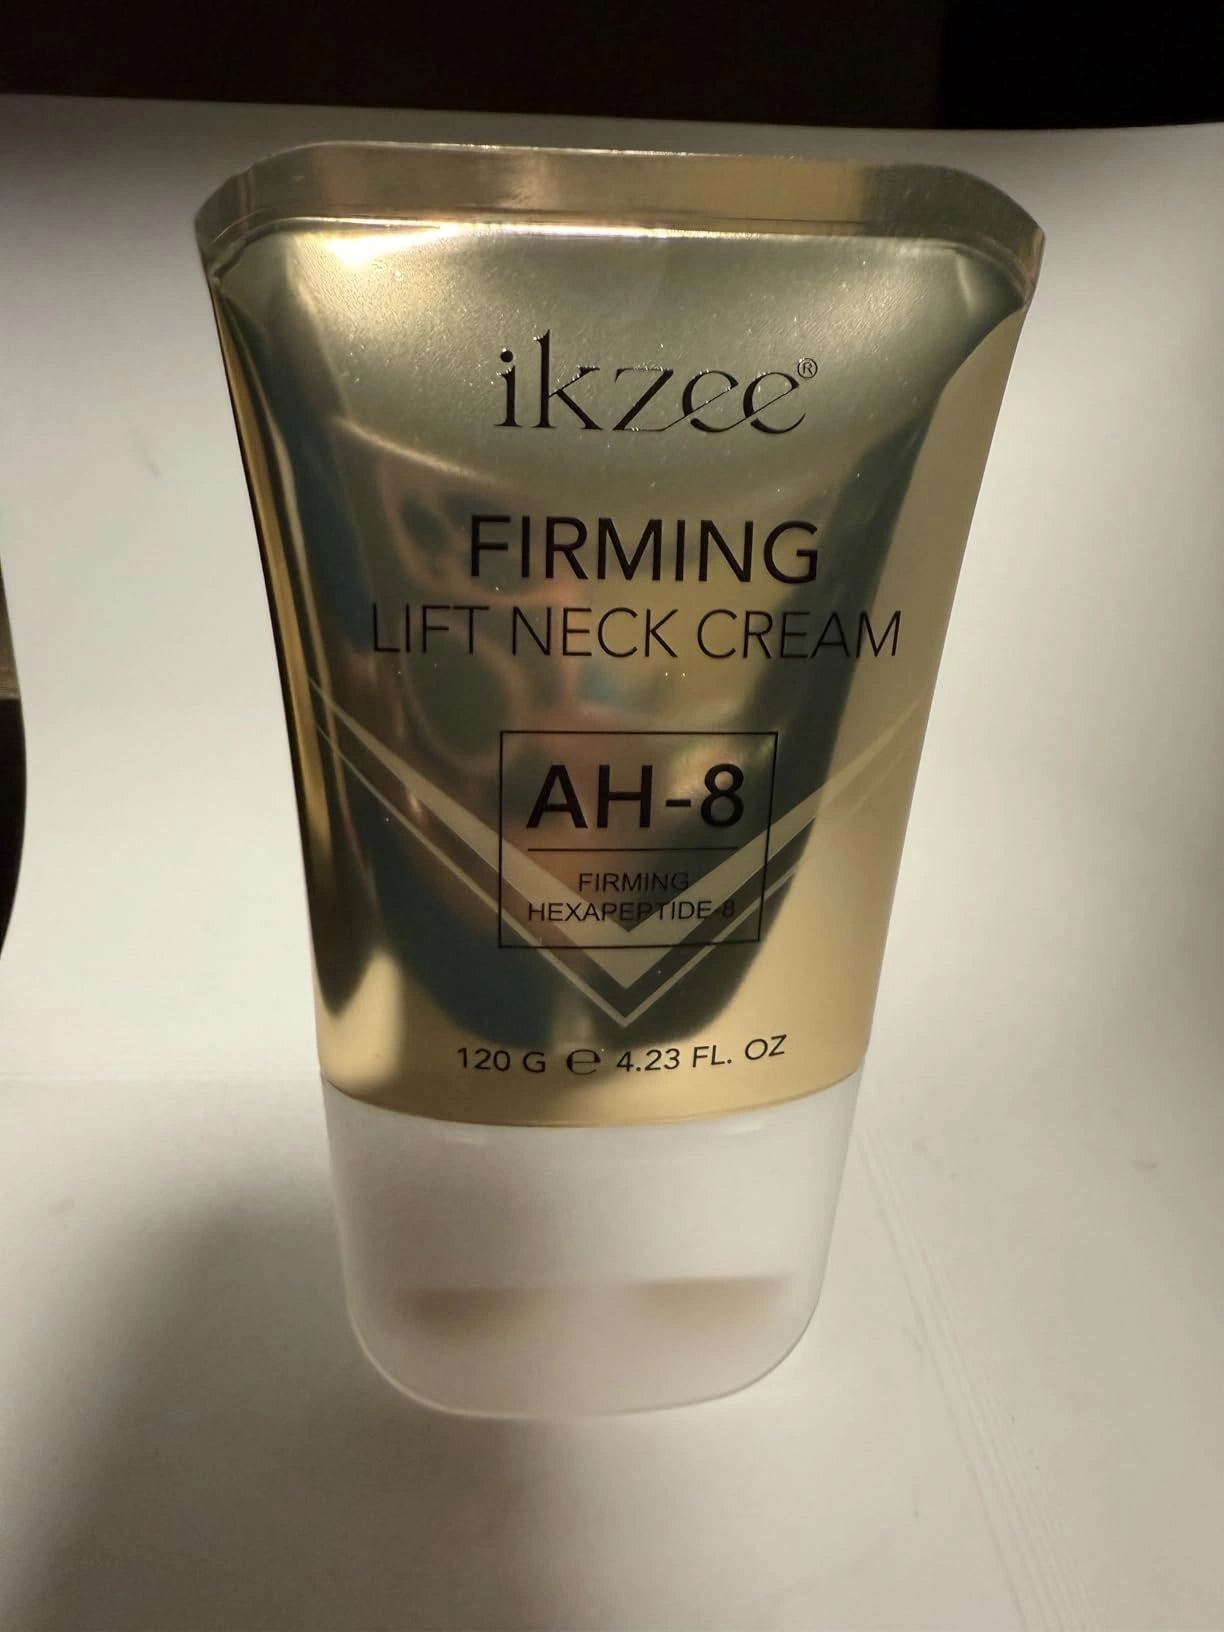 ikzee®
FIRMING
LIFT NECK CREAM
AH-8
FIRMING
HEXAPEPTIDE-8
120 G ℮ 4.23 FL. OZ